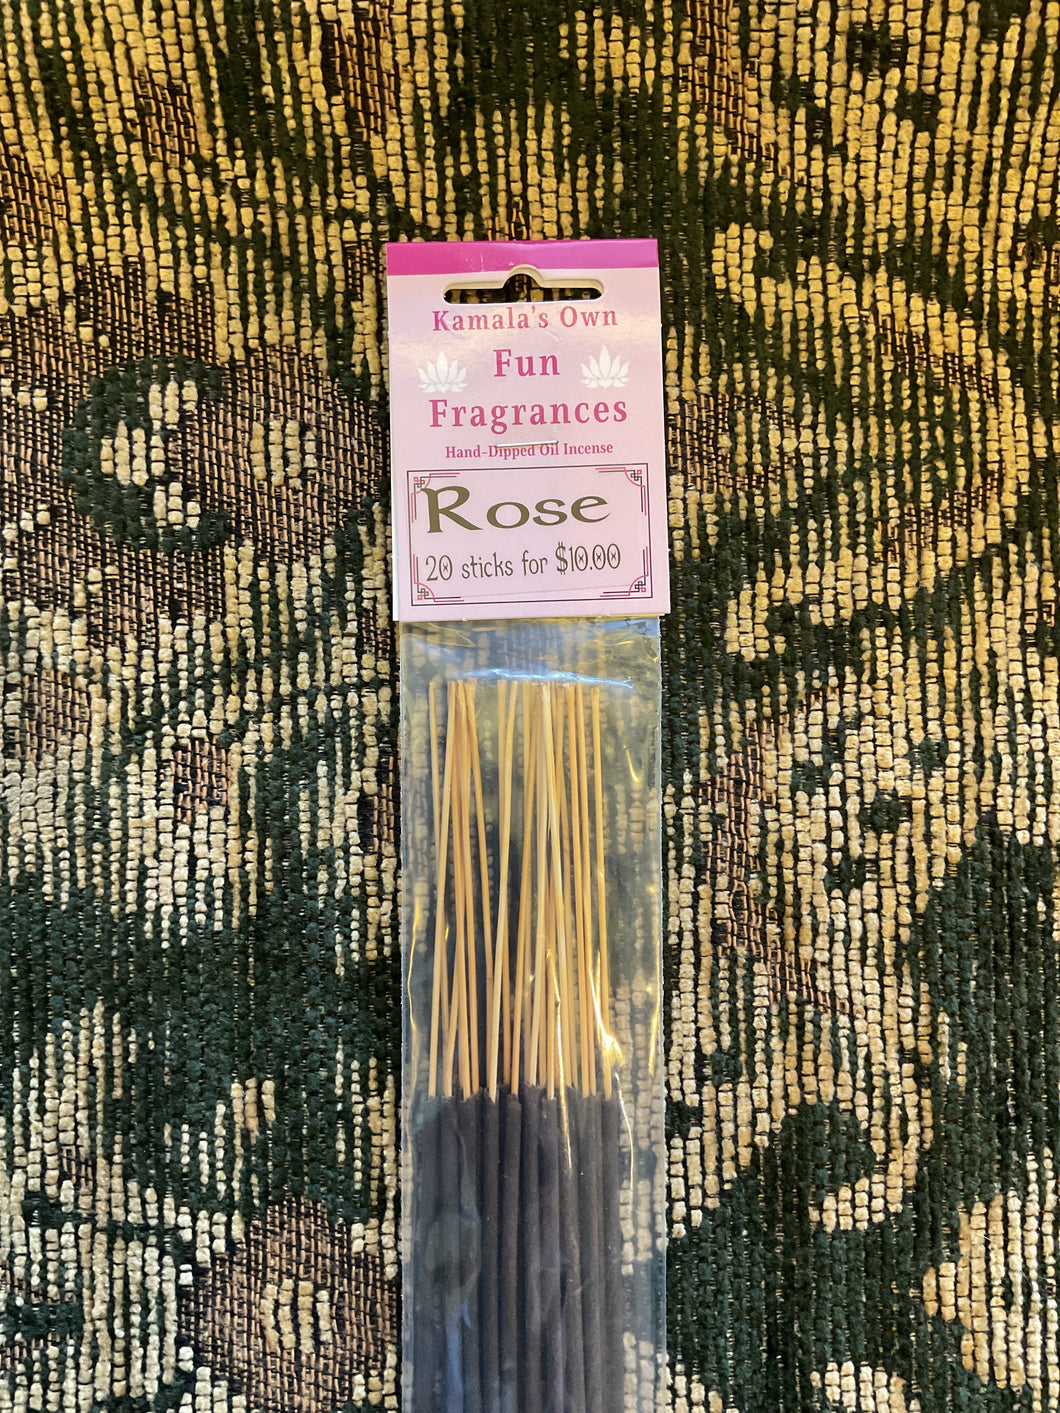 Kamala's Own
Fun
Fragrances
Hand-Dipped Oil Incense
Rose
20 sticks for $10.00